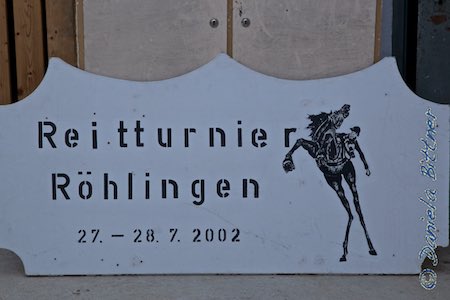 Reitturnier
Röhlingen
27. – 28. 7. 2002
© Daniela Bittner